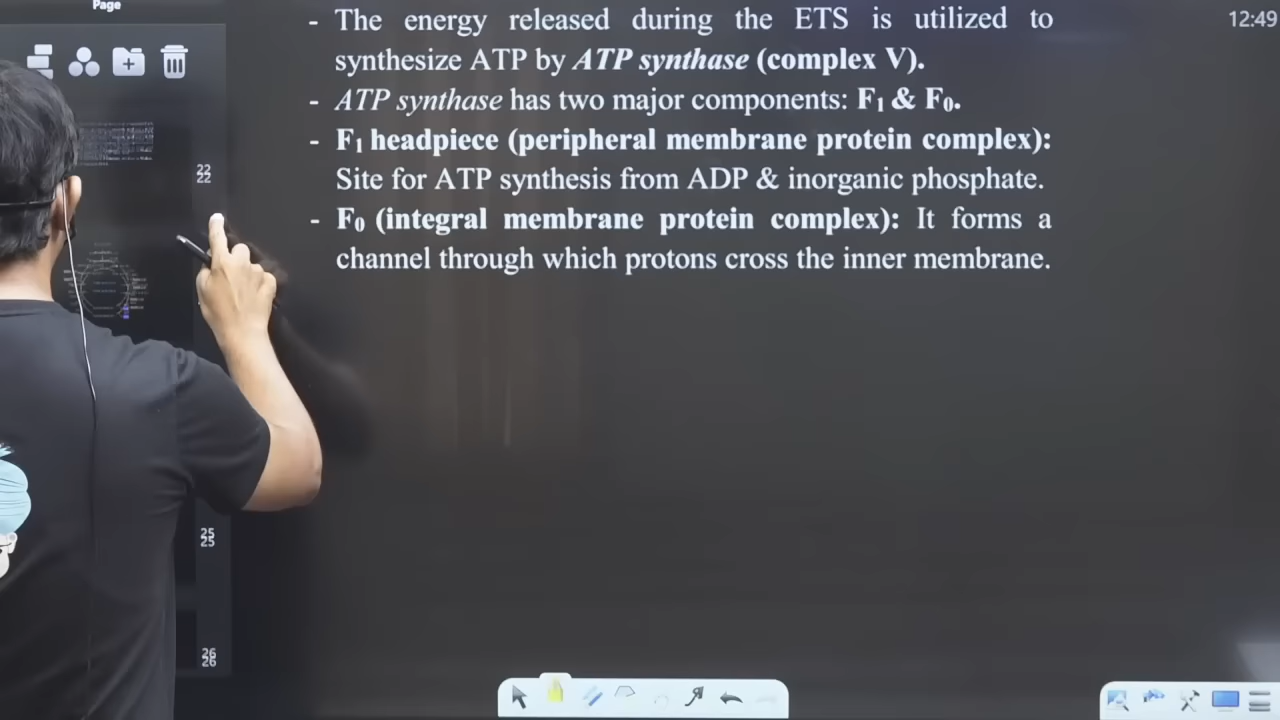 Page
12:49
- The energy released during the ETS is utilized to
synthesize ATP by ATP synthase (complex V).
- ATP synthase has two major components: F₁ & F₀.
- F₁ headpiece (peripheral membrane protein complex):
Site for ATP synthesis from ADP & inorganic phosphate.
- F₀ (integral membrane protein complex): It forms a
channel through which protons cross the inner membrane.
22
22
25
25
26
26